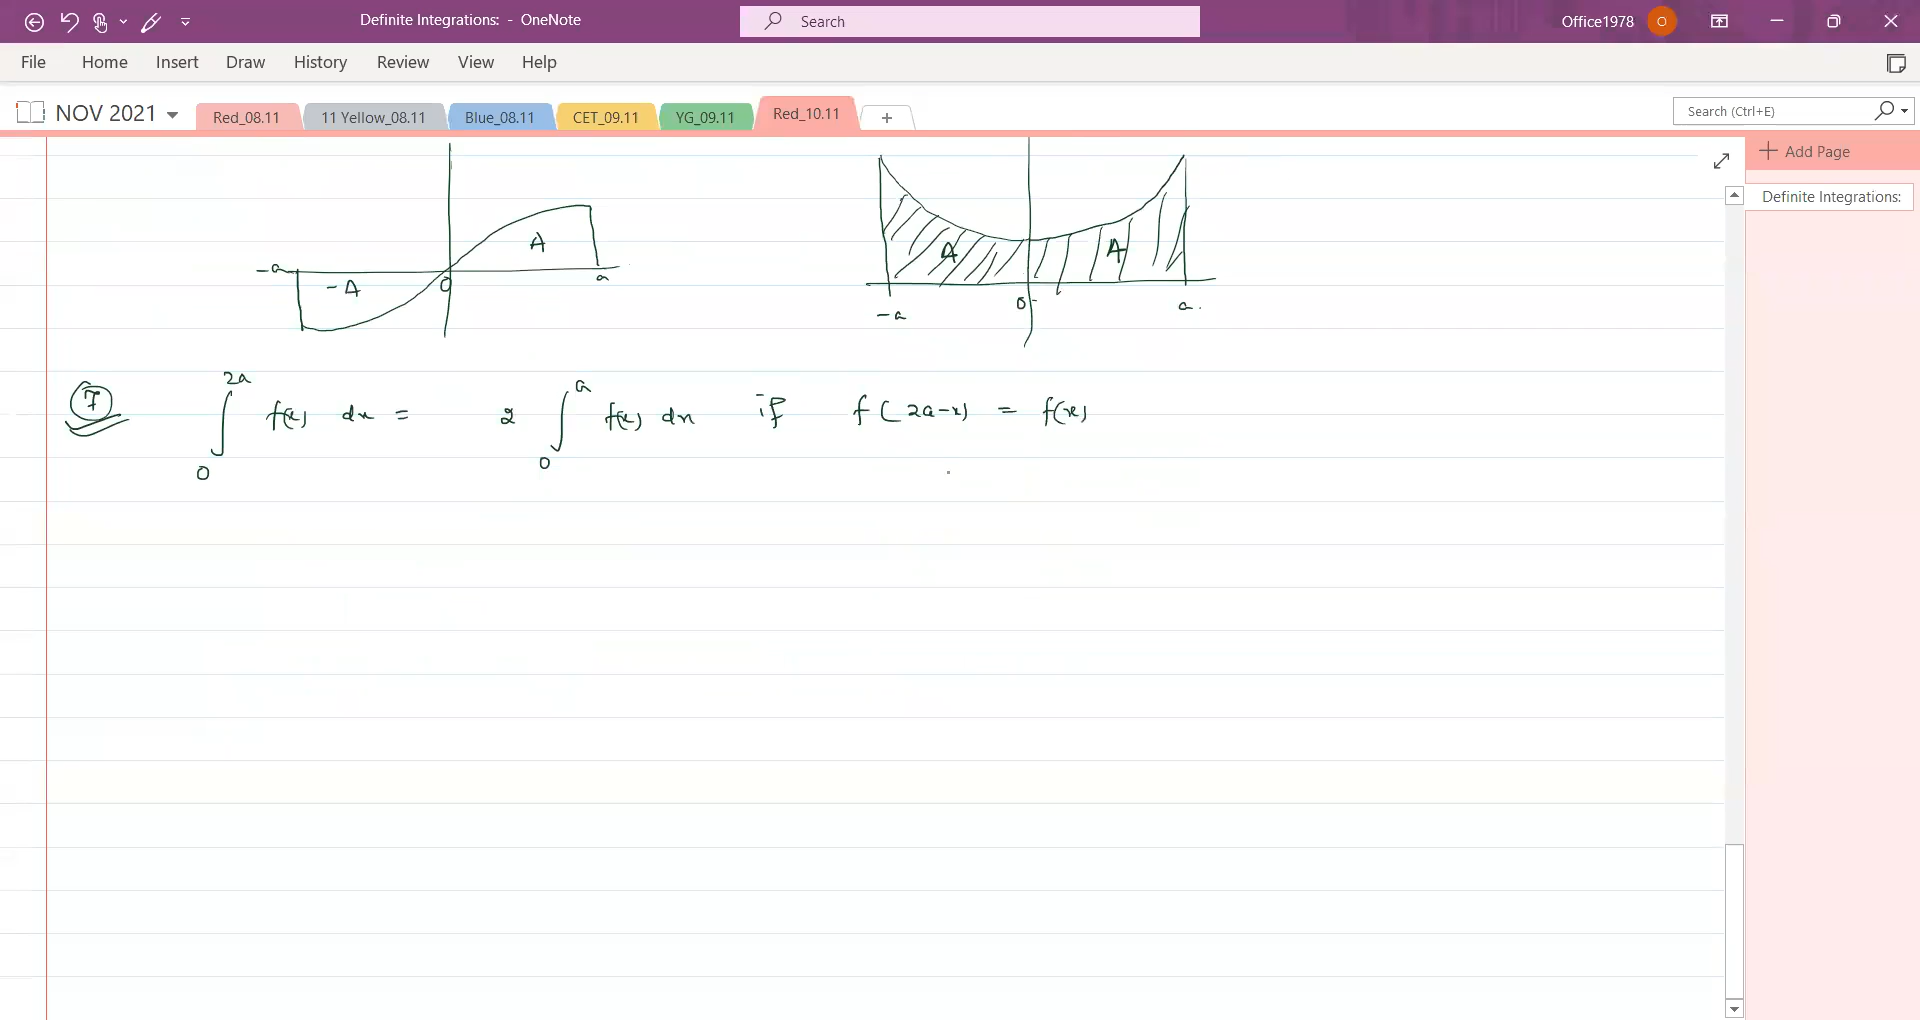 Definite Integrations: - OneNote
Search
Office1978
O
File Home Insert Draw History Review View Help
NOV 2021
Red_08.11
11 Yellow_08.11
Blue_08.11
CET_09.11
YG_09.11
Red_10.11
+
Search (Ctrl+E)
+ Add Page
Definite Integrations:
-a -A 0 A a
A A
-a 0 a.
⑦ ∫₀^{2a} f(x) dx = 2 ∫₀^{a} f(x) dx if f(2a-x) = f(x)